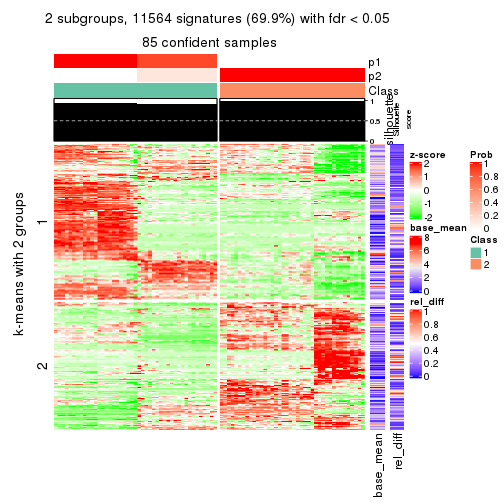 2 subgroups, 11564 signatures (69.9%) with fdr < 0.05
85 confident samples
p1
p2
Class
silhouette
Silhouette
score
1
0.5
0
k-means with 2 groups
1
2
base_mean
rel_diff
z-score
2
1
0
-1
-2
base_mean
8
6
4
2
0
rel_diff
1
0.8
0.6
0.4
0.2
0
Prob
1
0.8
0.6
0.4
0.2
0
Class
1
2